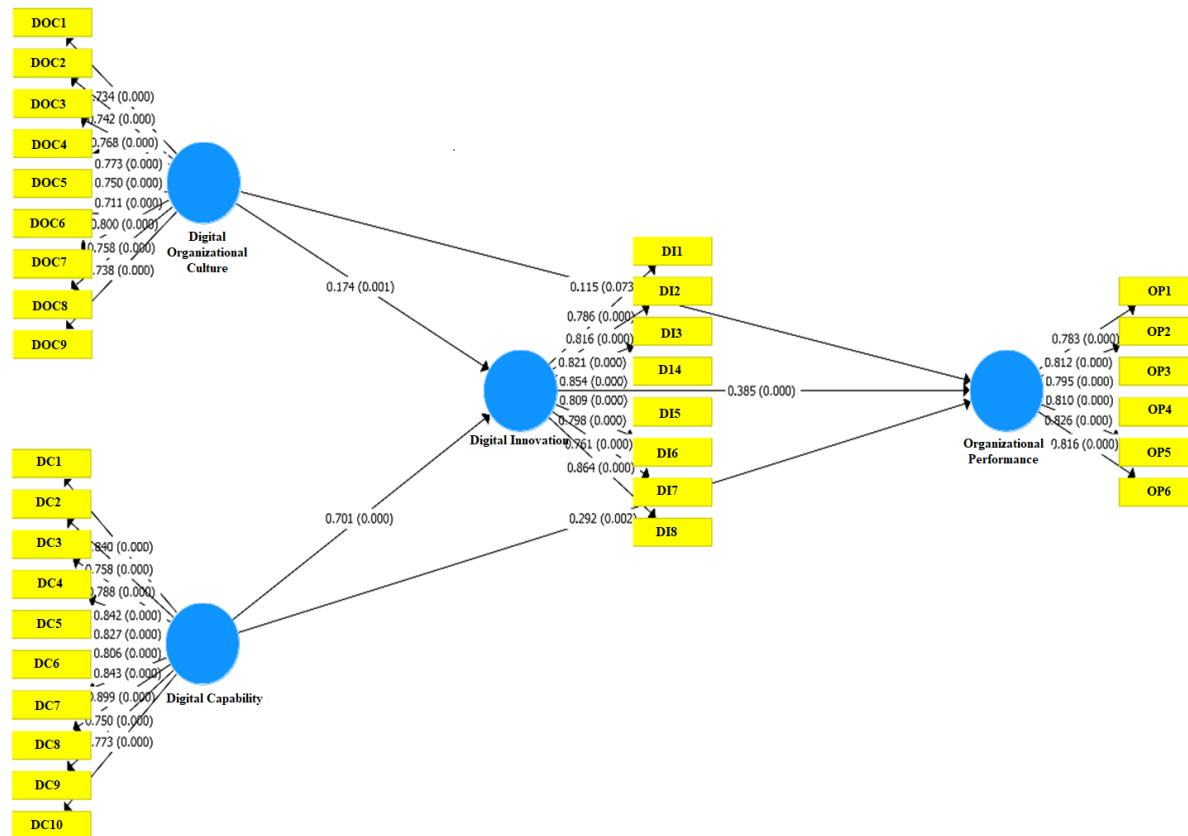 DOC1
DOC2
DOC3
DOC4
DOC5
DOC6
DOC7
DOC8
DOC9
.734 (0.000)
0.742 (0.000)
0.768 (0.000)
0.773 (0.000)
0.750 (0.000)
0.711 (0.000)
0.800 (0.000)
0.758 (0.000)
.738 (0.000)
Digital
Organizational
Culture
0.174 (0.001)
0.115 (0.073
DI1
DI2
DI3
D14
DI5
DI6
DI7
DI8
0.786 (0.000)
0.816 (0.000)
0.821 (0.000)
0.854 (0.000)
0.809 (0.000)
0.798 (0.000)
0.761 (0.000)
0.864 (0.000)
Digital Innovation
0.385 (0.000)
OP1
OP2
OP3
OP4
OP5
OP6
0.783 (0.000)
0.812 (0.000)
0.795 (0.000)
0.810 (0.000)
0.826 (0.000)
0.816 (0.000)
Organizational
Performance
DC1
DC2
DC3
DC4
DC5
DC6
DC7
DC8
DC9
DC10
.840 (0.000)
0.758 (0.000)
0.788 (0.000)
0.842 (0.000)
0.827 (0.000)
0.806 (0.000)
0.843 (0.000)
0.899 (0.000)
0.750 (0.000)
.773 (0.000)
Digital Capability
0.701 (0.000)
0.292 (0.002)